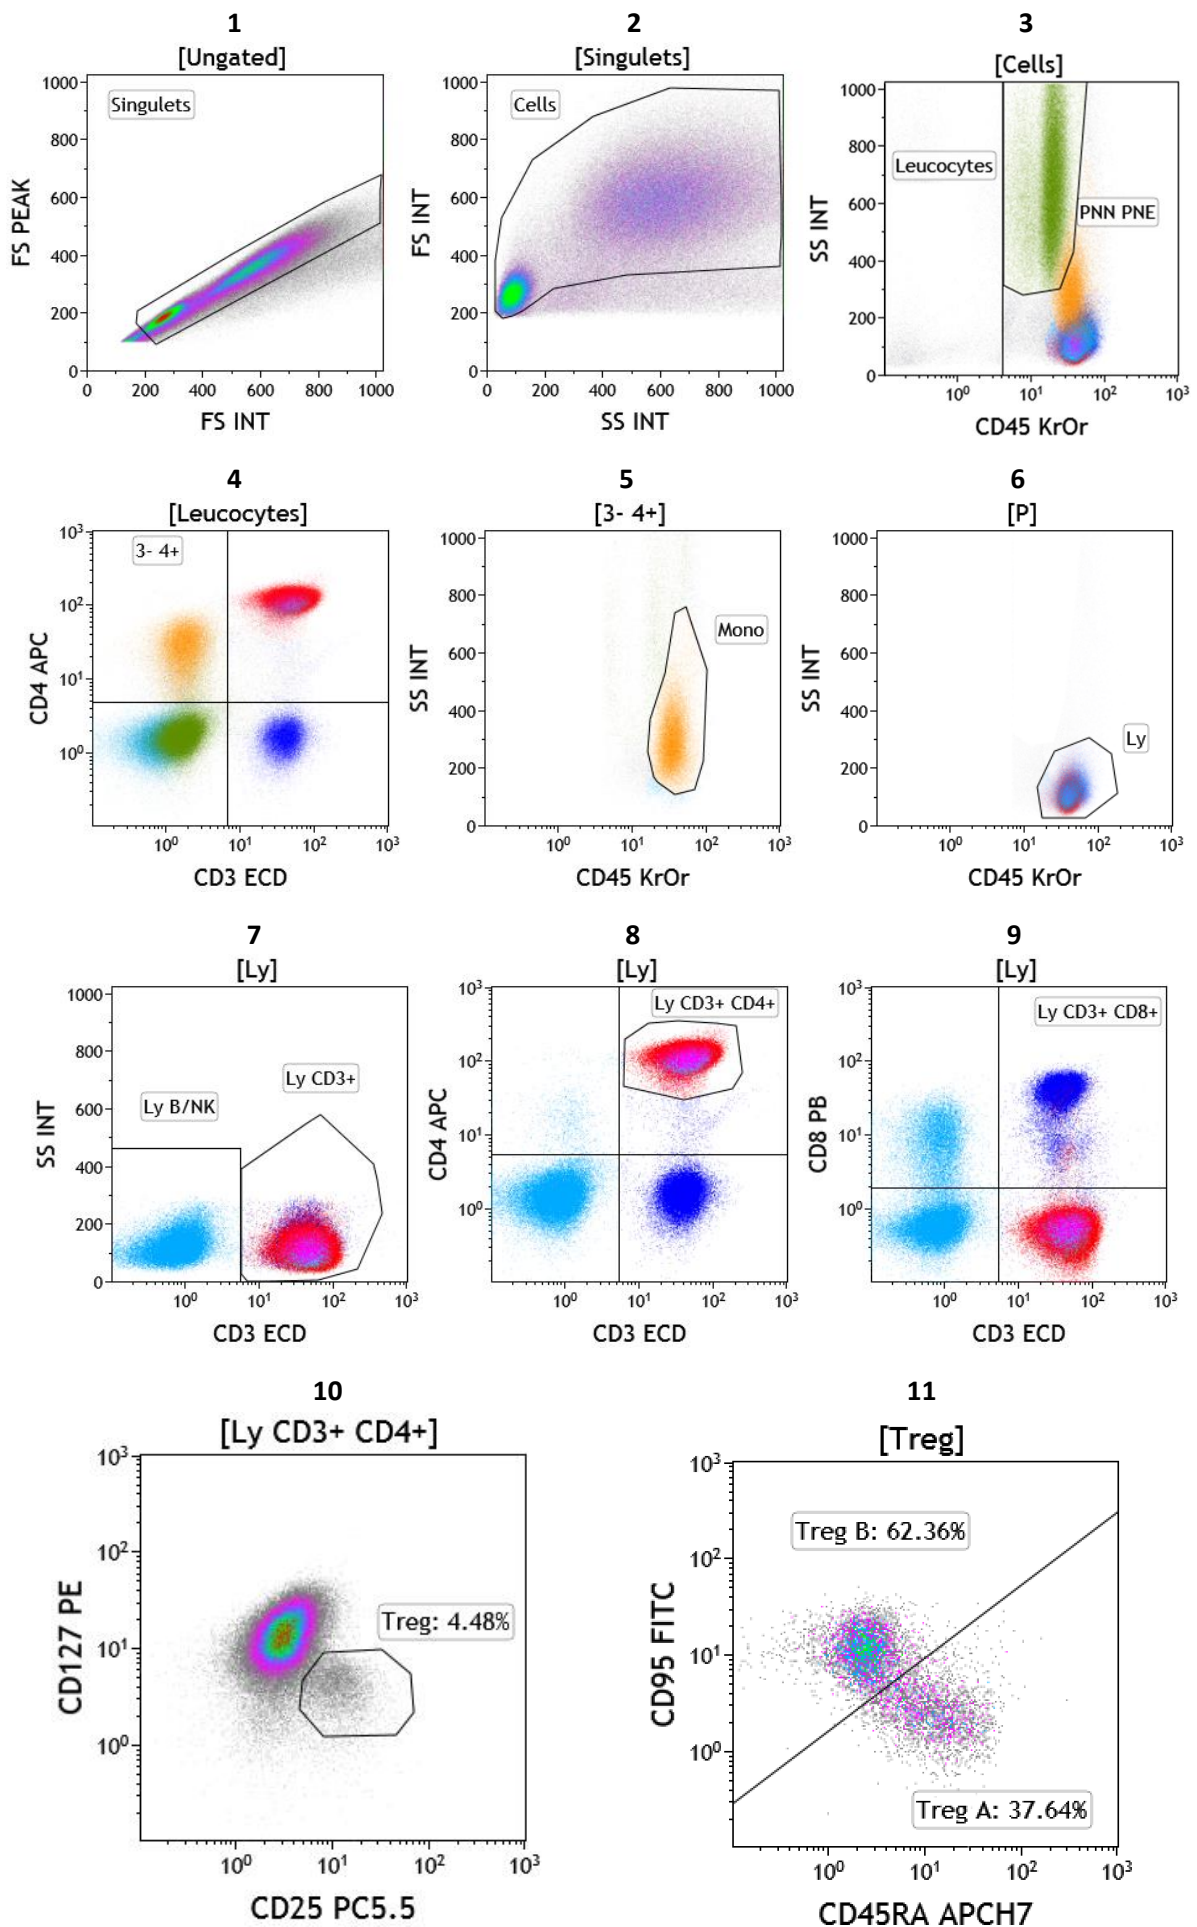 1
[Ungated]
Singulets
1000
800
600
400
200
0
0 200 400 600 800 1000
FS PEAK
FS INT
2
[Singulets]
Cells
1000
800
600
400
200
0
0 200 400 600 800 1000
FS INT
SS INT
3
[Cells]
Leucocytes
PNN PNE
1000
800
600
400
200
0
10⁰ 10¹ 10² 10³
SS INT
CD45 KrOr
4
[Leucocytes]
3- 4+
10³
10²
10¹
10⁰
10⁰ 10¹ 10² 10³
CD4 APC
CD3 ECD
5
[3- 4+]
Mono
1000
800
600
400
200
0
10⁰ 10¹ 10² 10³
SS INT
CD45 KrOr
6
[P]
Ly
1000
800
600
400
200
0
10⁰ 10¹ 10² 10³
SS INT
CD45 KrOr
7
[Ly]
Ly CD3+
Ly B/NK
1000
800
600
400
200
0
10⁰ 10¹ 10² 10³
SS INT
CD3 ECD
8
[Ly]
Ly CD3+ CD4+
10³
10²
10¹
10⁰
10⁰ 10¹ 10² 10³
CD4 APC
CD3 ECD
9
[Ly]
Ly CD3+ CD8+
10³
10²
10¹
10⁰
10⁰ 10¹ 10² 10³
CD8 PB
CD3 ECD
10
[Ly CD3+ CD4+]
Treg: 4.48%
10³
10²
10¹
10⁰
10⁰ 10¹ 10² 10³
CD127 PE
CD25 PC5.5
11
[Treg]
Treg B: 62.36%
Treg A: 37.64%
10³
10²
10¹
10⁰
10⁰ 10¹ 10² 10³
CD95 FITC
CD45RA APCH7